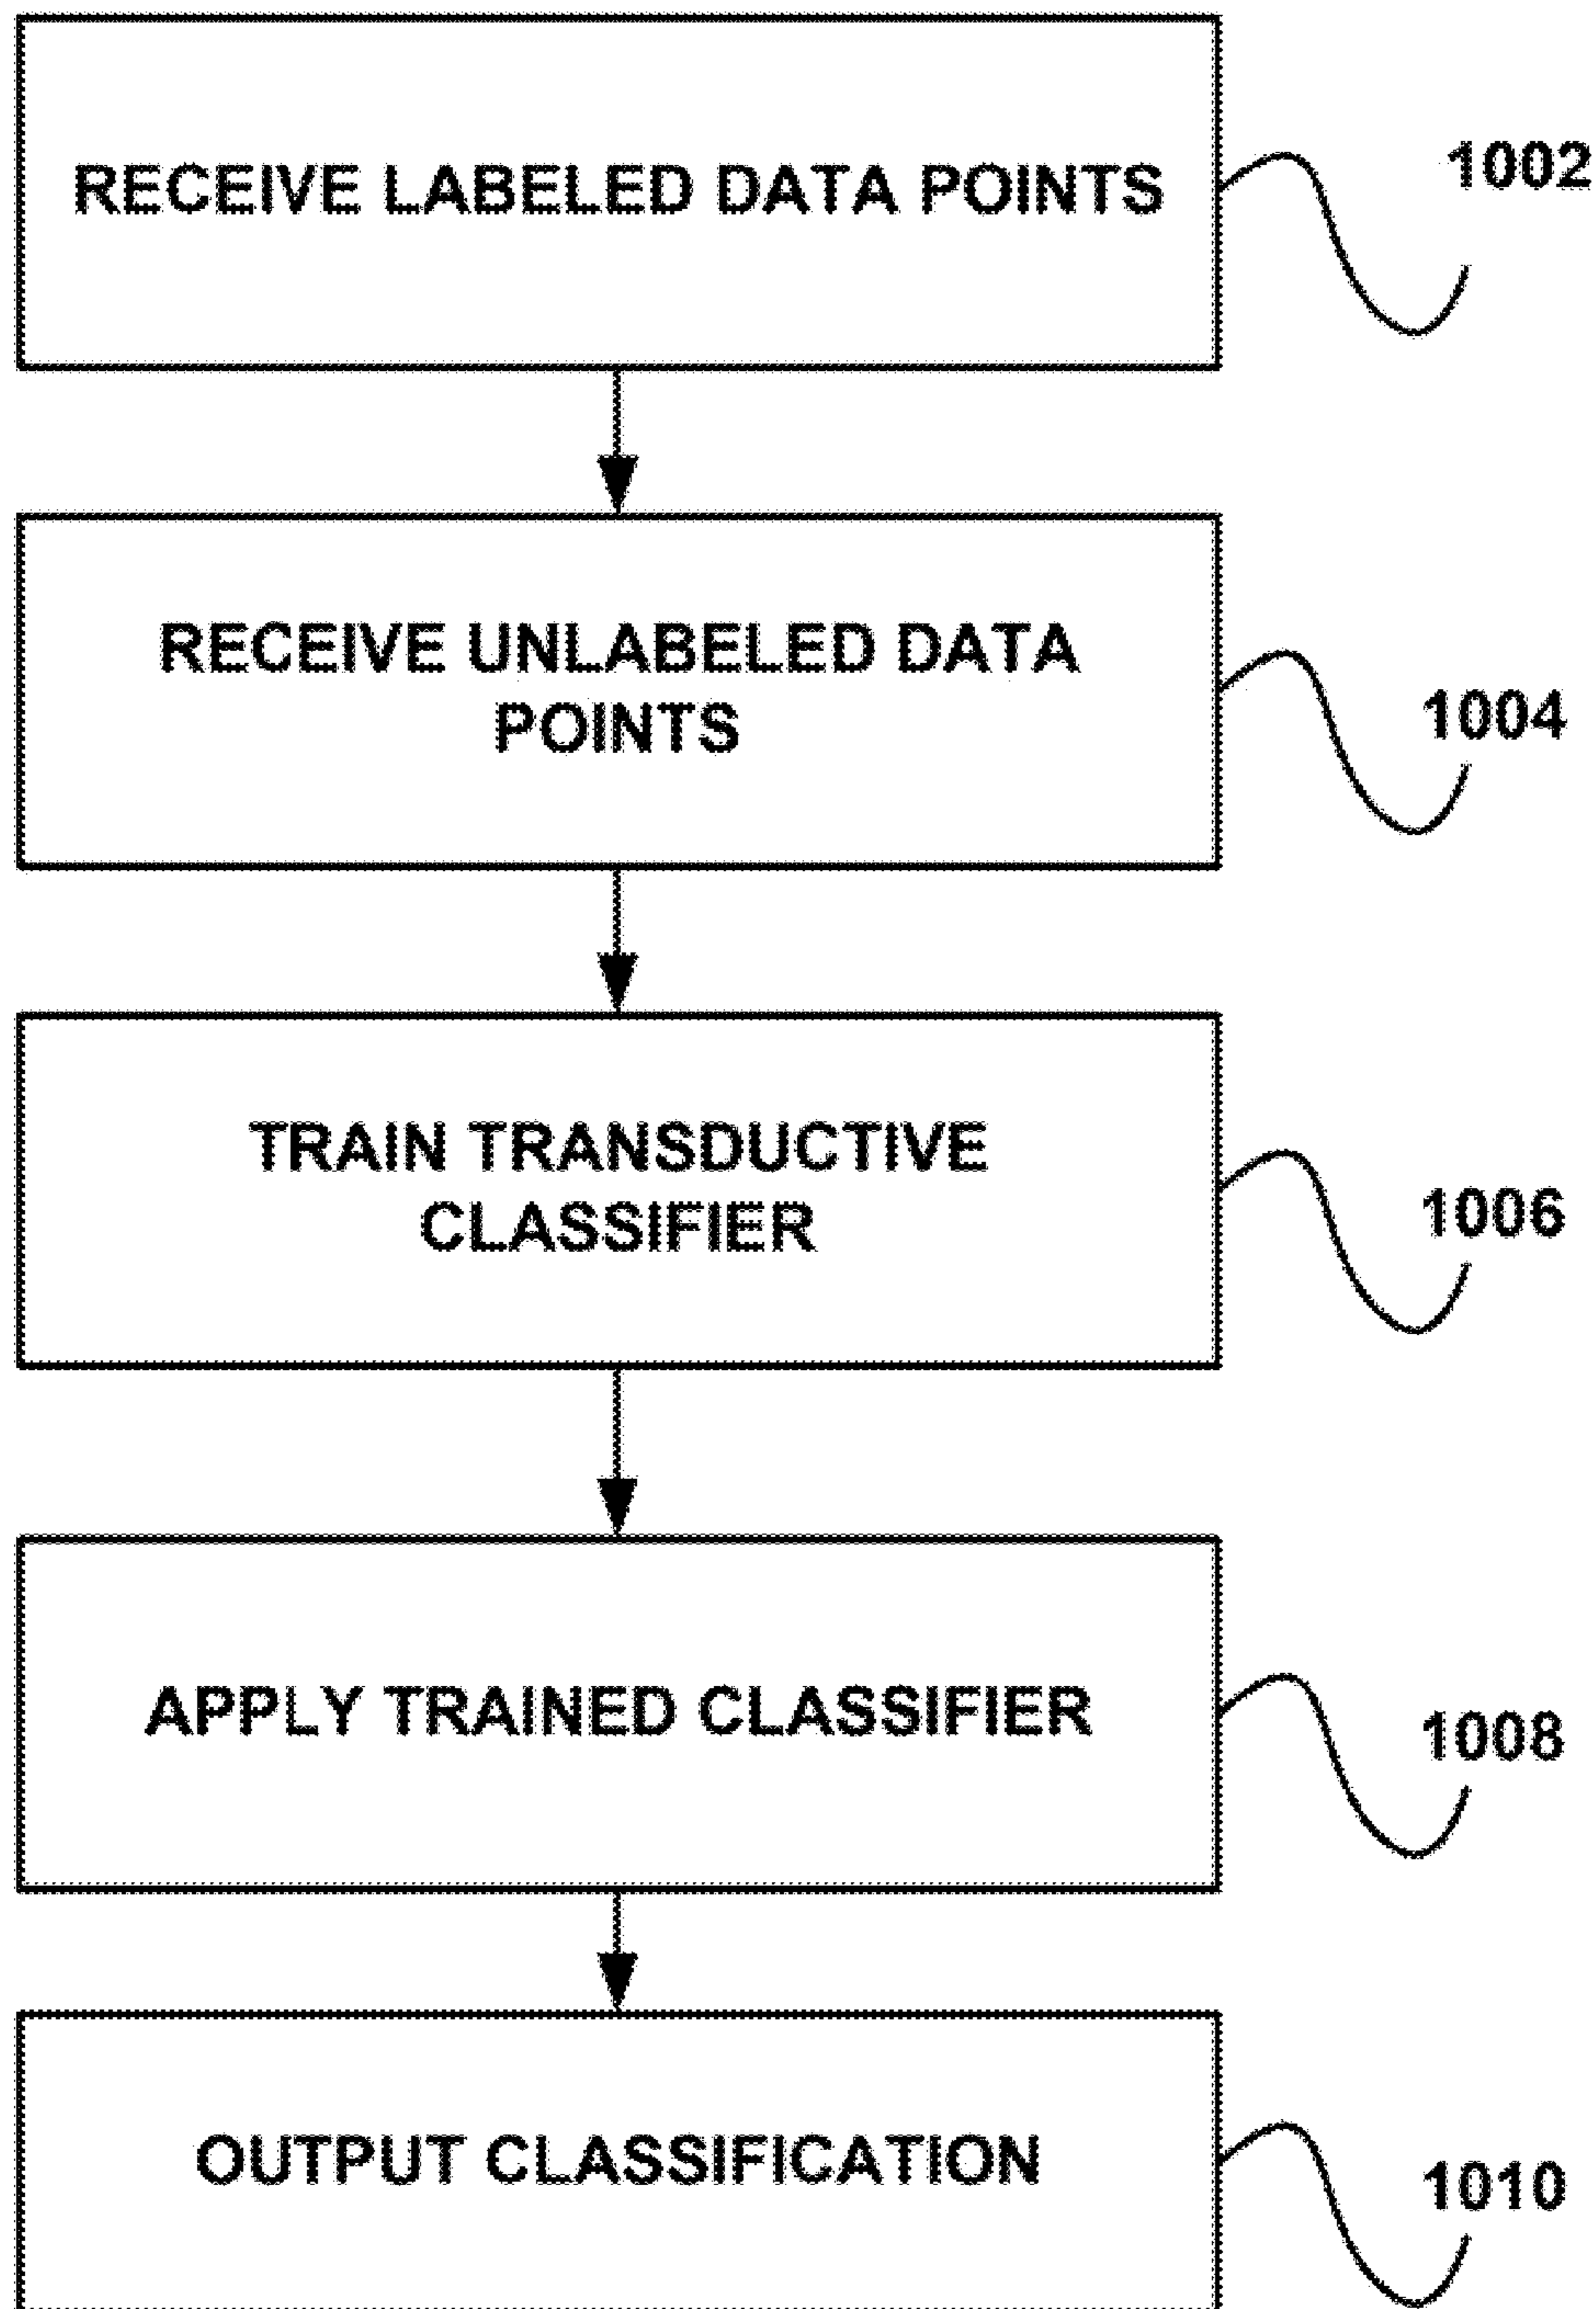 RECEIVE LABELED DATA POINTS
1002
RECEIVE UNLABELED DATA
POINTS
1004
TRAIN TRANSDUCTIVE
CLASSIFIER
1006
APPLY TRAINED CLASSIFIER
1008
OUTPUT CLASSIFICATION
1010